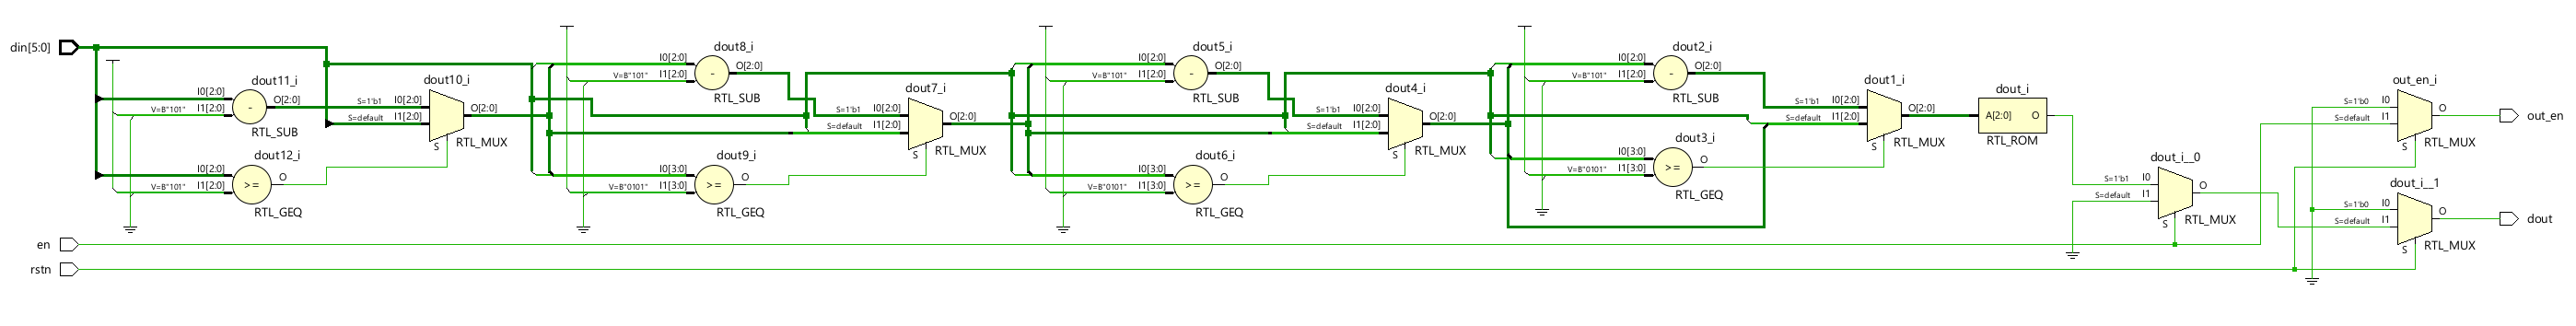 din[5:0]
en
rstn
dout11_i
I0[2:0]
V=B"101" I1[2:0]
O[2:0]
-
RTL_SUB
dout12_i
I0[2:0]
V=B"101" I1[2:0]
O
>=
RTL_GEQ
dout10_i
S=1'b1 I0[2:0]
S=default I1[2:0]
O[2:0]
S
RTL_MUX
dout8_i
I0[2:0]
V=B"101" I1[2:0]
O[2:0]
-
RTL_SUB
dout9_i
I0[3:0]
V=B"0101" I1[3:0]
O
>=
RTL_GEQ
dout7_i
S=1'b1 I0[2:0]
S=default I1[2:0]
O[2:0]
S
RTL_MUX
dout5_i
I0[2:0]
V=B"101" I1[2:0]
O[2:0]
-
RTL_SUB
dout6_i
I0[3:0]
V=B"0101" I1[3:0]
O
>=
RTL_GEQ
dout4_i
S=1'b1 I0[2:0]
S=default I1[2:0]
O[2:0]
S
RTL_MUX
dout2_i
I0[2:0]
V=B"101" I1[2:0]
O[2:0]
-
RTL_SUB
dout3_i
I0[3:0]
V=B"0101" I1[3:0]
O
>=
RTL_GEQ
dout1_i
S=1'b1 I0[2:0]
S=default I1[2:0]
O[2:0]
S
RTL_MUX
dout_i
A[2:0] O
RTL_ROM
dout_i__0
S=1'b1 I0
S=default I1
O
S
RTL_MUX
out_en_i
S=1'b0 I0
S=default I1
O
S
RTL_MUX
dout_i__1
S=1'b0 I0
S=default I1
O
S
RTL_MUX
out_en
dout